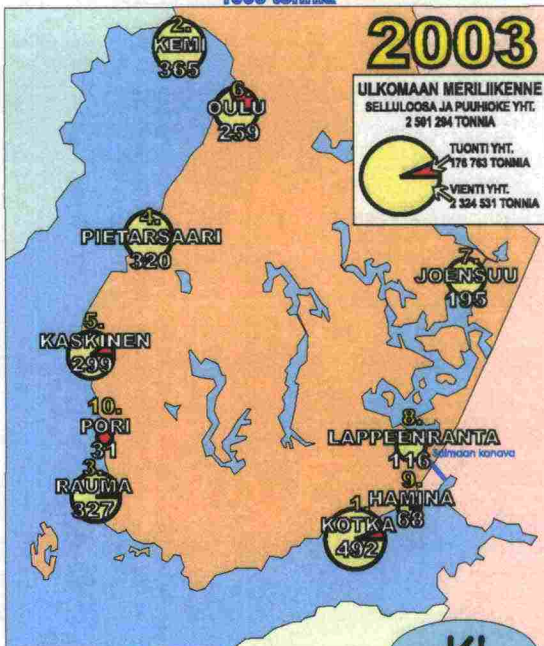 1000 tonnia
2003
ULKOMAAN MERILIIKENNE
SELLULOOSA JA PUUHIOKE YHT.
2 501 294 TONNIA
TUONTI YHT.
176 763 TONNIA
VIENTI YHT.
2 324 531 TONNIA
2.
KEMI
365
6.
OULU
259
4.
PIETARSAARI
320
7.
JOENSUU
195
5.
KASKINEN
299
10.
PORI
31
8.
LAPPEENRANTA
116
Saimaan kanava
3.
RAUMA
327
9.
HAMINA
68
1.
KOTKA
492